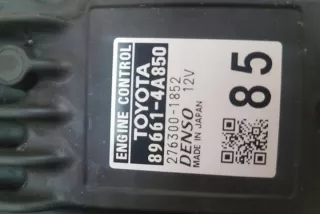 ENGINE CONTROL
TOYOTA
89661-4A850
276300-1852 12V
DENSO
MADE IN JAPAN
85